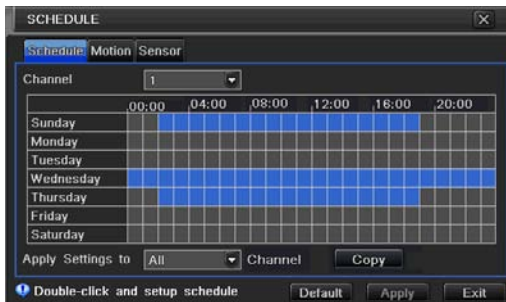 SCHEDULE
Schedule Motion Sensor
Channel 1
00:00 04:00 08:00 12:00 16:00 20:00
Sunday
Monday
Tuesday
Wednesday
Thursday
Friday
Saturday
Apply Settings to All Channel Copy
Double-click and setup schedule Default Apply Exit